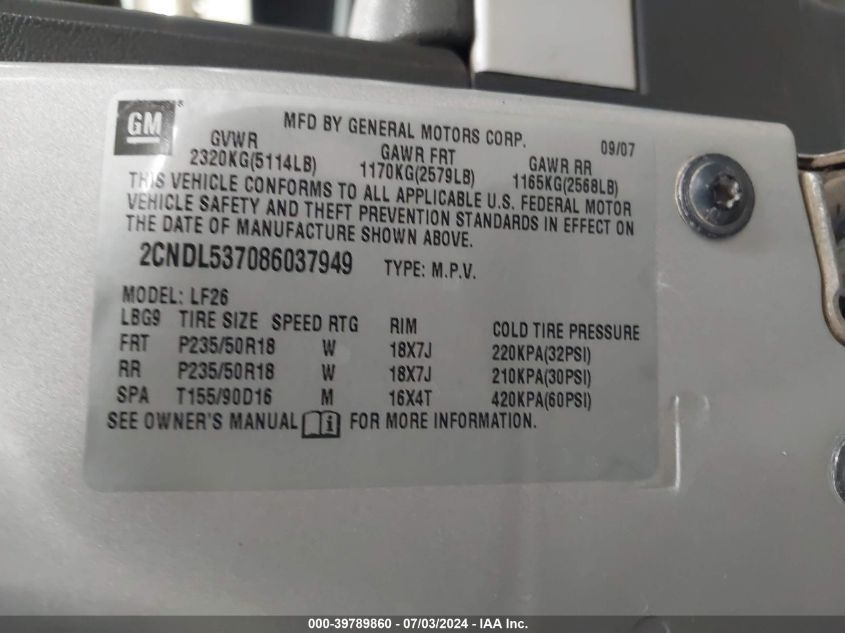 GM ®
MFD BY GENERAL MOTORS CORP. 09/07
GVWR GAWR FRT GAWR RR
2320KG(5114LB) 1170KG(2579LB) 1165KG(2568LB)
THIS VEHICLE CONFORMS TO ALL APPLICABLE U.S. FEDERAL MOTOR
VEHICLE SAFETY AND THEFT PREVENTION STANDARDS IN EFFECT ON
THE DATE OF MANUFACTURE SHOWN ABOVE.
2CNDL537086037949 TYPE: M.P.V.
MODEL: LF26
LBG9 TIRE SIZE SPEED RTG RIM COLD TIRE PRESSURE
FRT P235/50R18 W 18X7J 220KPA(32PSI)
RR P235/50R18 W 18X7J 210KPA(30PSI)
SPA T155/90D16 M 16X4T 420KPA(60PSI)
SEE OWNER'S MANUAL i FOR MORE INFORMATION.
000-39789860 - 07/03/2024 - IAA Inc.